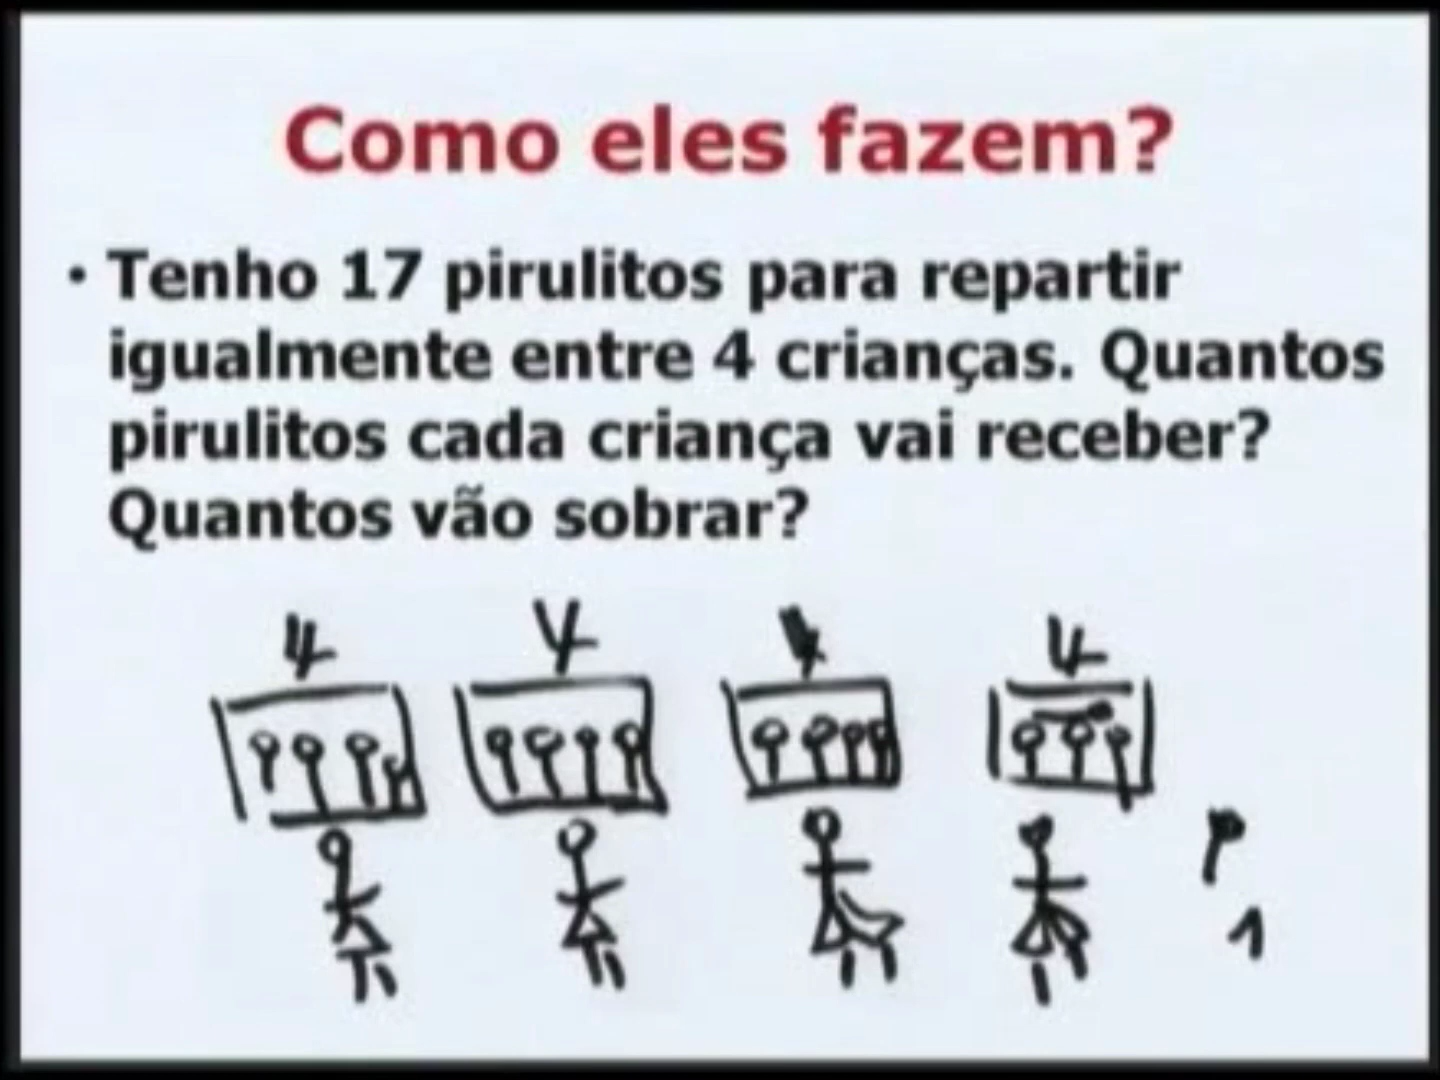 Como eles fazem?
• Tenho 17 pirulitos para repartir
igualmente entre 4 crianças. Quantos
pirulitos cada criança vai receber?
Quantos vão sobrar?
4 4 4 4
1